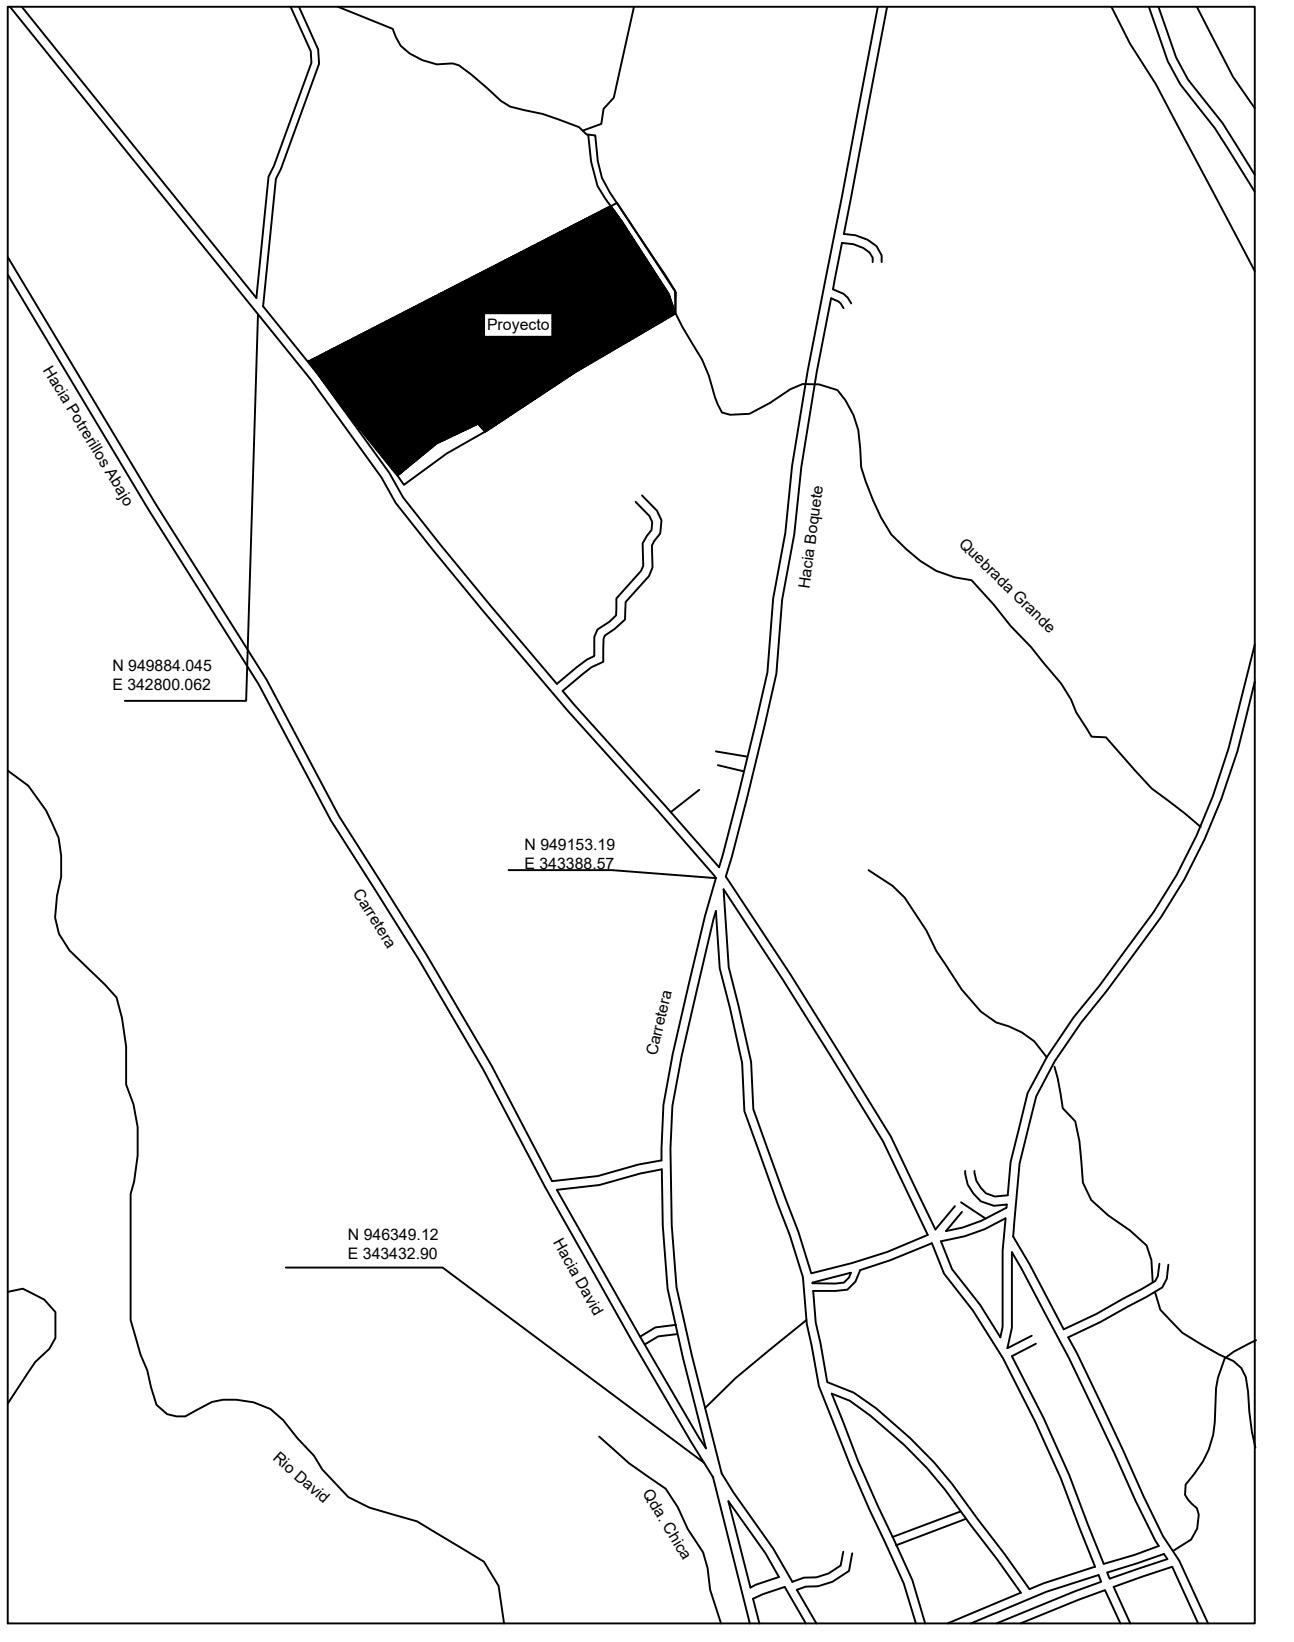 Proyecto
Hacia Potrerillos Abajo
Hacia Boquete
Quebrada Grande
N 949884.045
E 342800.062
N 949153.19
E 343388.57
Carretera
Carretera
N 946349.12
E 343432.90
Hacia David
Rio David
Qda. Chica